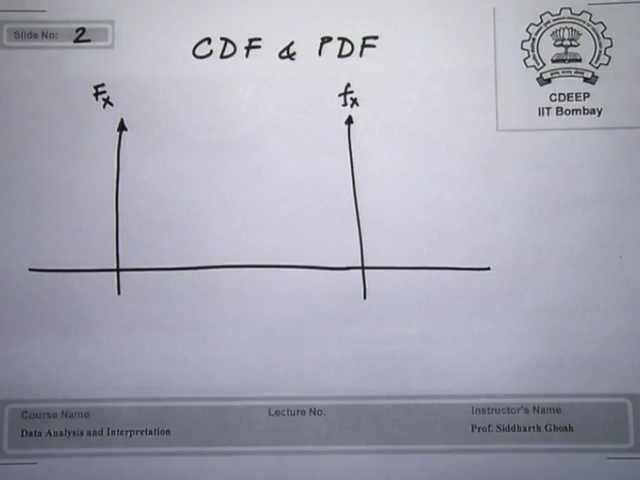 Slide No: 2
CDF & PDF
CDEEP
IIT Bombay
Fx
fx
Course Name
Lecture No.
Instructor's Name
Data Analysis and Interpretation
Prof. Siddharth Ghosh